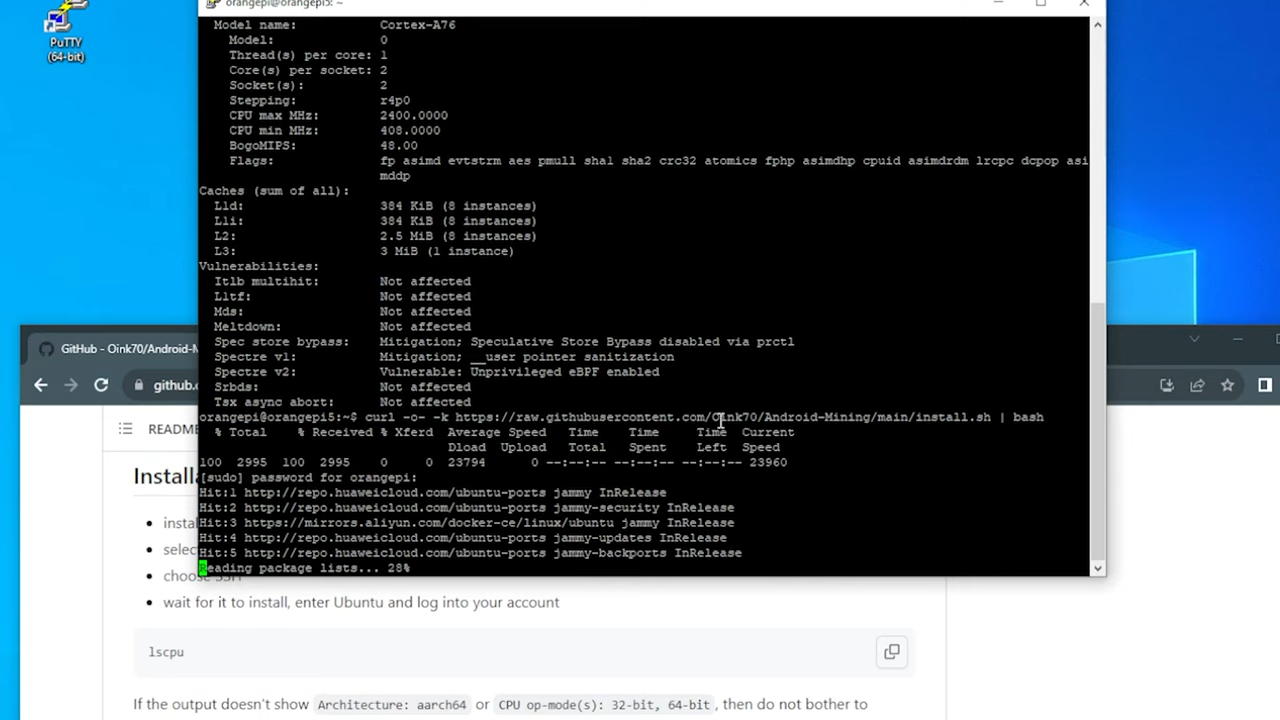 PuTTY
(64-bit)
orangepi@orangepi5: ~
Model name: Cortex-A76
Model: 0
Thread(s) per core: 1
Core(s) per socket: 2
Socket(s): 2
Stepping: r4p0
CPU max MHz: 2400.0000
CPU min MHz: 408.0000
BogoMIPS: 48.00
Flags: fp asimd evtstrm aes pmull sha1 sha2 crc32 atomics fphp asimdhp cpuid asimdrdm lrcpc dcpop asi
mddp
Caches (sum of all):
L1d: 384 KiB (8 instances)
L1i: 384 KiB (8 instances)
L2: 2.5 MiB (8 instances)
L3: 3 MiB (1 instance)
Vulnerabilities:
Itlb multihit: Not affected
L1tf: Not affected
Mds: Not affected
Meltdown: Not affected
Spec store bypass: Mitigation; Speculative Store Bypass disabled via prctl
Spectre v1: Mitigation; __user pointer sanitization
Spectre v2: Vulnerable: Unprivileged eBPF enabled
Srbds: Not affected
Tsx async abort: Not affected
orangepi@orangepi5:~$ curl -o- -k https://raw.githubusercontent.com/Oink70/Android-Mining/main/install.sh | bash
% Total % Received % Xferd Average Speed Time Time Time Current
Dload Upload Total Spent Left Speed
100 2995 100 2995 0 0 23794 0 --:--:-- --:--:-- --:--:-- 23960
[sudo] password for orangepi:
Hit:1 http://repo.huaweicloud.com/ubuntu-ports jammy InRelease
Hit:2 http://repo.huaweicloud.com/ubuntu-ports jammy-security InRelease
Hit:3 https://mirrors.aliyun.com/docker-ce/linux/ubuntu jammy InRelease
Hit:4 http://repo.huaweicloud.com/ubuntu-ports jammy-updates InRelease
Hit:5 http://repo.huaweicloud.com/ubuntu-ports jammy-backports InRelease
Reading package lists... 28%
GitHub - Oink70/Android-M
github.c
README
Installa
insta
selec
choose SSH
wait for it to install, enter Ubuntu and log into your account
lscpu
If the output doesn't show Architecture: aarch64 or CPU op-mode(s): 32-bit, 64-bit, then do not bother to